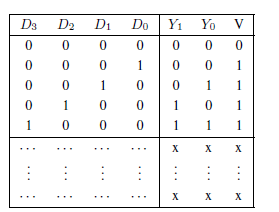 D₃ D₂ D₁ D₀ Y₁ Y₀ V
0 0 0 0 0 0 0
0 0 0 1 0 0 1
0 0 1 0 0 1 1
0 1 0 0 1 0 1
1 0 0 0 1 1 1
⋯ ⋯ ⋯ ⋯ x x x
⋮ ⋮ ⋮ ⋮ ⋮ ⋮ ⋮
⋯ ⋯ ⋯ ⋯ x x x